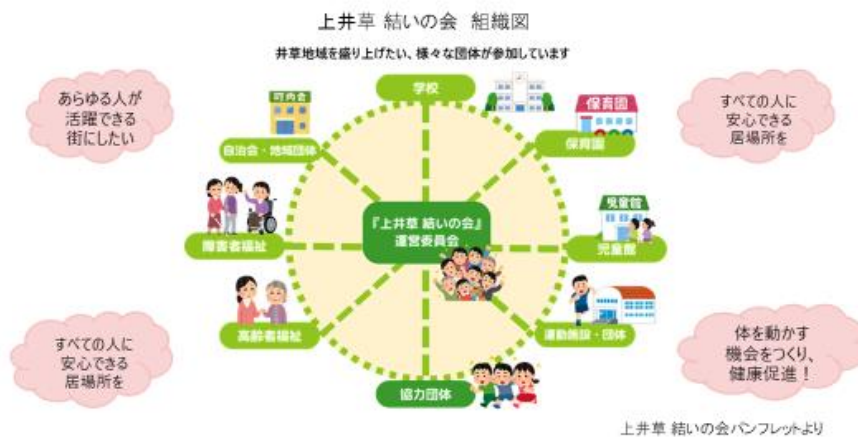 上井草 結いの会 組織図
井草地域を盛り上げたい、様々な団体が参加しています
あらゆる人が
活躍できる
街にしたい
すべての人に
安心できる
居場所を
学校
町内会
自治会・地域団体
保育園
保育園
障害者福祉
『上井草 結いの会』
運営委員会
児童館
児童館
高齢者福祉
運動施設・団体
協力団体
すべての人に
安心できる
居場所を
体を動かす
機会をつくり、
健康促進！
上井草 結いの会パンフレットより